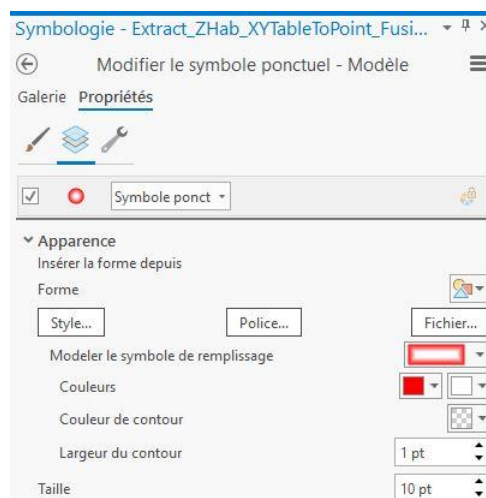 Symbologie - Extract_ZHab_XYTableToPoint_Fusi...
Modifier le symbole ponctuel - Modèle
Galerie Propriétés
Symbole ponct
Apparence
Insérer la forme depuis
Forme
Style... Police... Fichier...
Modeler le symbole de remplissage
Couleurs
Couleur de contour
Largeur du contour 1 pt
Taille 10 pt